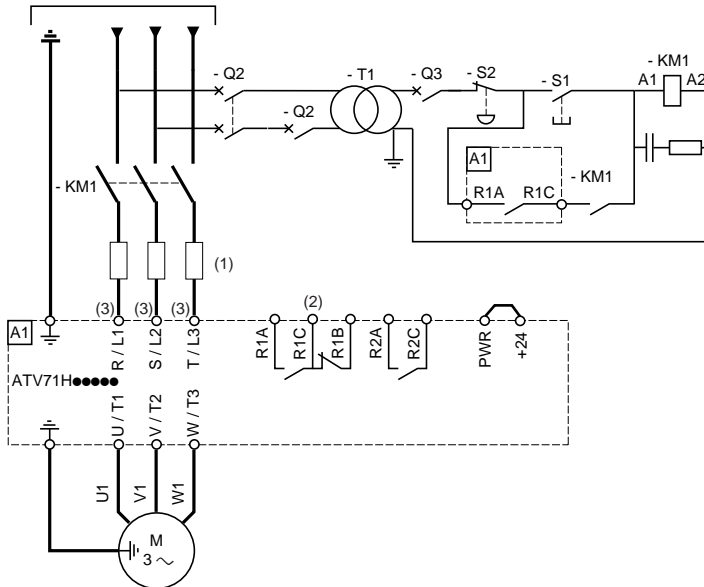 - Q2
- T1
- Q3
- S2
- S1
- KM1
A1 A2
- Q2
A1
R1A R1C
- KM1
- KM1
(1)
(3) (3) (3)
(2)
A1
R / L1
S / L2
T / L3
R1A
R1C
R1B
R2A
R2C
PWR
+24
ATV71H●●●●●
U / T1
V / T2
W / T3
U1
V1
W1
M
3 ~